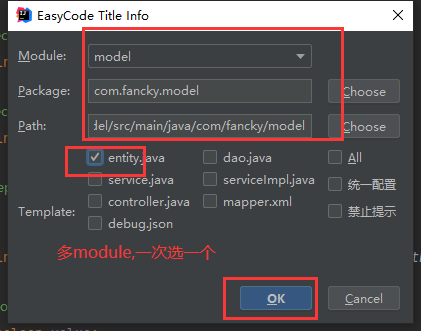 EasyCode Title Info
Module: model
Package: com.fancky.model Choose
Path: del/src/main/java/com/fancky/model Choose
entity.java dao.java All
service.java serviceImpl.java 统一配置
Template: controller.java mapper.xml 禁止提示
debug.json
多module,一次选一个
OK Cancel